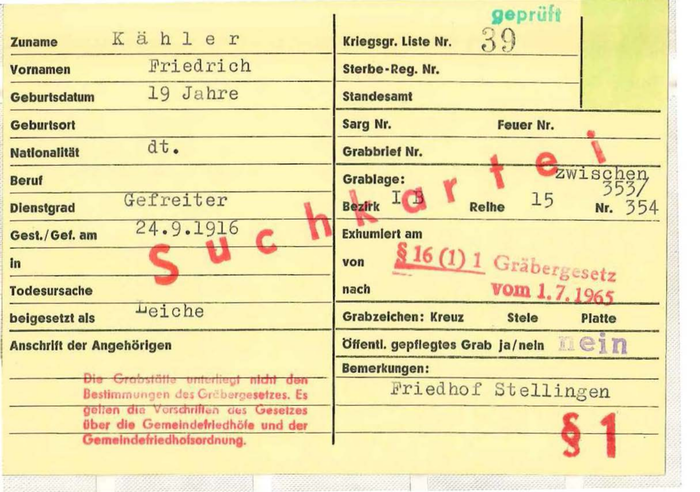 geprüft
Zuname Kähler
Vornamen Friedrich
Geburtsdatum 19 Jahre
Geburtsort
Nationalität dt.
Beruf
Dienstgrad Gefreiter
Gest./Gef. am 24.9.1916
in
Todesursache
beigesetzt als Leiche
Anschrift der Angehörigen
Die Grabstätte unterliegt nicht den
Bestimmungen des Gräbergesetzes. Es
gelten die Vorschriften des Gesetzes
über die Gemeindefriedhöfe und der
Gemeindefriedhofsordnung.
Kriegsgr. Liste Nr. 39
Sterbe-Reg. Nr.
Standesamt
Sarg Nr. Feuer Nr.
Grabbrief Nr.
Grablage: zwischen
353/
Bezirk I B Reihe 15 Nr. 354
Exhumiert am
von § 16 (1) 1 Gräbergesetz
nach vom 1.7.1965
Grabzeichen: Kreuz Stele Platte
Öffentl. gepflegtes Grab ja/nein nein
Bemerkungen:
Friedhof Stellingen
§ 1
Suchkartei